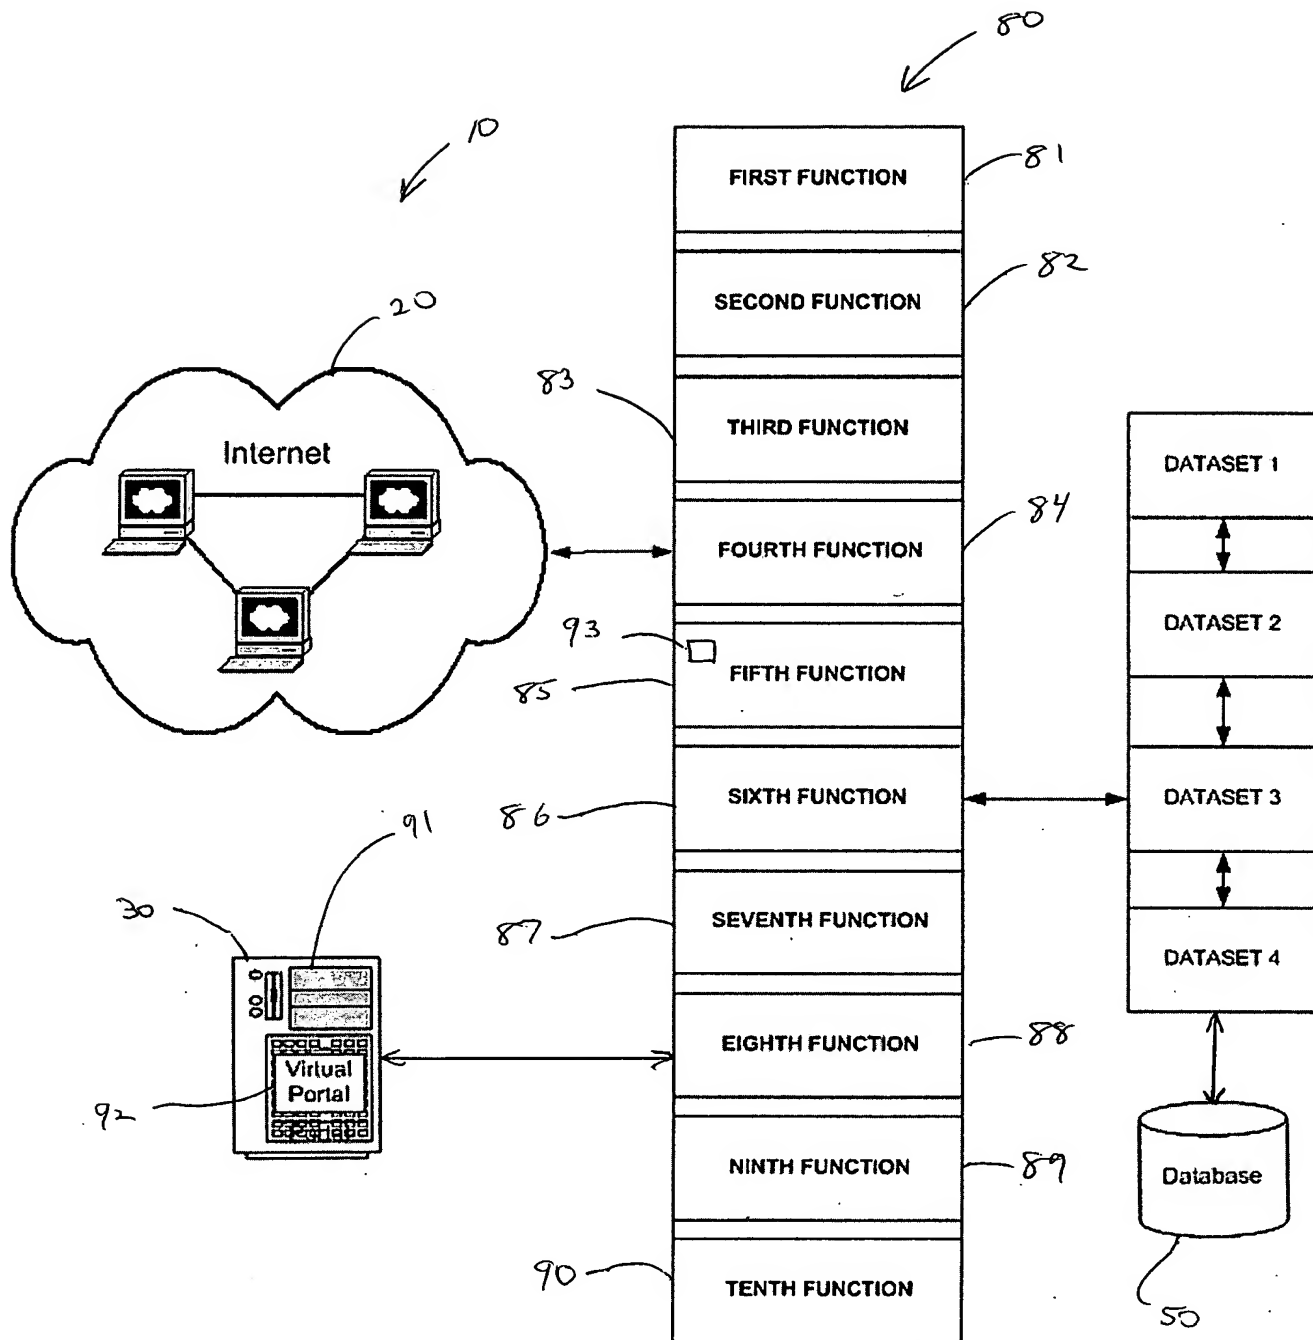 80
10
FIRST FUNCTION
81
SECOND FUNCTION
82
20
83
THIRD FUNCTION
Internet
DATASET 1
FOURTH FUNCTION
84
93
FIFTH FUNCTION
85
DATASET 2
86
SIXTH FUNCTION
DATASET 3
91
30
87
SEVENTH FUNCTION
DATASET 4
EIGHTH FUNCTION
88
Virtual
Portal
92
NINTH FUNCTION
89
Database
90
TENTH FUNCTION
50